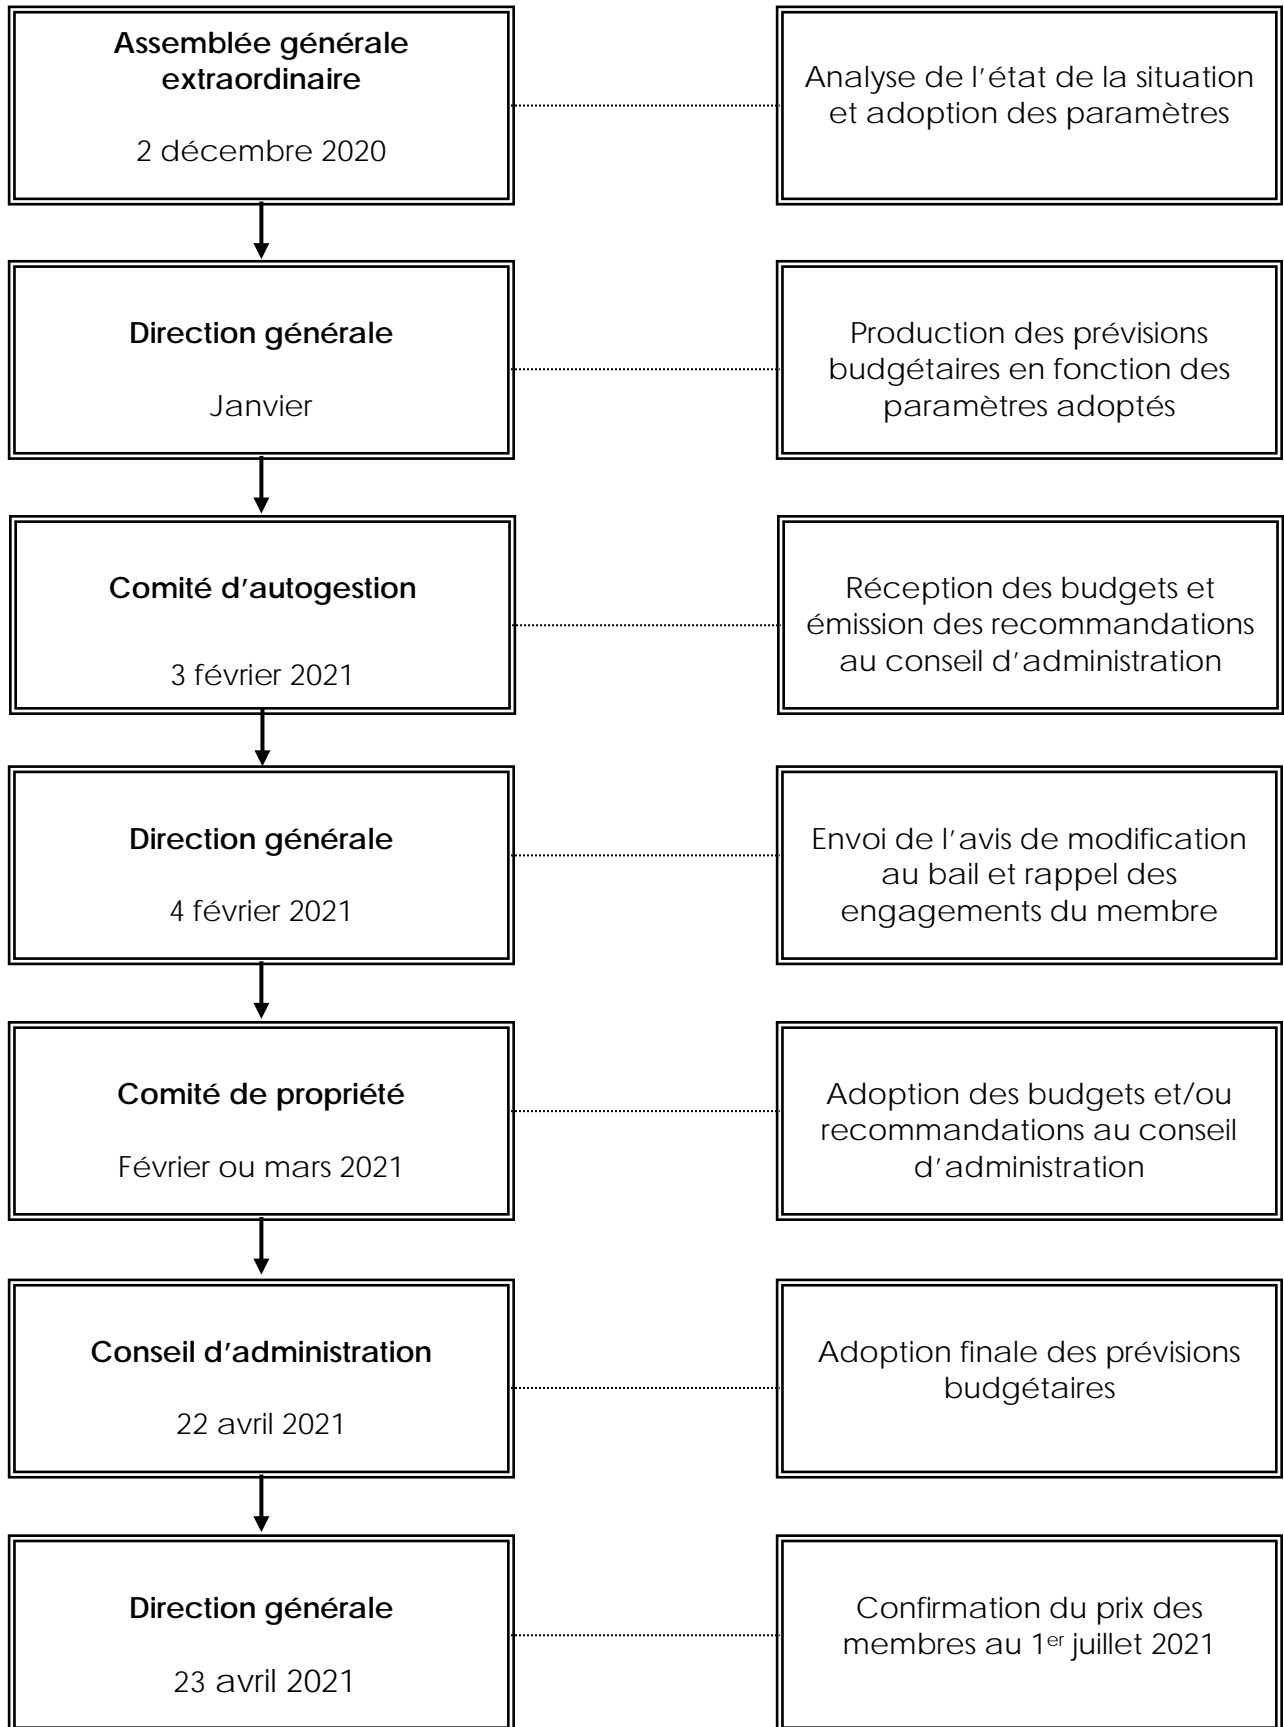 Assemblée générale
extraordinaire
2 décembre 2020
Analyse de l'état de la situation
et adoption des paramètres
Direction générale
Janvier
Production des prévisions
budgétaires en fonction des
paramètres adoptés
Comité d'autogestion
3 février 2021
Réception des budgets et
émission des recommandations
au conseil d'administration
Direction générale
4 février 2021
Envoi de l'avis de modification
au bail et rappel des
engagements du membre
Comité de propriété
Février ou mars 2021
Adoption des budgets et/ou
recommandations au conseil
d'administration
Conseil d'administration
22 avril 2021
Adoption finale des prévisions
budgétaires
Direction générale
23 avril 2021
Confirmation du prix des
membres au 1er juillet 2021